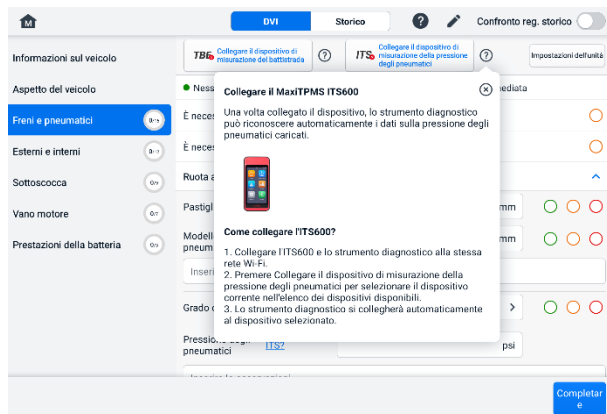 DVI
Storico
Confronto reg. storico
Informazioni sul veicolo
Aspetto del veicolo
Freni e pneumatici
Esterni e interni
Sottoscocca
Vano motore
Prestazioni della batteria
TBE
Collegare il dispositivo di
misurazione del battistrada
ITS
Collegare il dispositivo di
misurazione della pressione
degli pneumatici
Impostazioni dell'unità
Ness
mediata
È neces
È neces
Ruota a
Pastigl
mm
Modell
pneum
mm
Inseri
Grado
Pressione degli
pneumatici
ITS?
psi
Collegare il MaxiTPMS ITS600
Una volta collegato il dispositivo, lo strumento diagnostico
può riconoscere automaticamente i dati sulla pressione degli
pneumatici caricati.
Come collegare l'ITS600?
1. Collegare l'ITS600 e lo strumento diagnostico alla stessa
rete Wi-Fi.
2. Premere Collegare il dispositivo di misurazione della
pressione degli pneumatici per selezionare il dispositivo
corrente nell'elenco dei dispositivi disponibili.
3. Lo strumento diagnostico si collegherà automaticamente
al dispositivo selezionato.
Completar
e